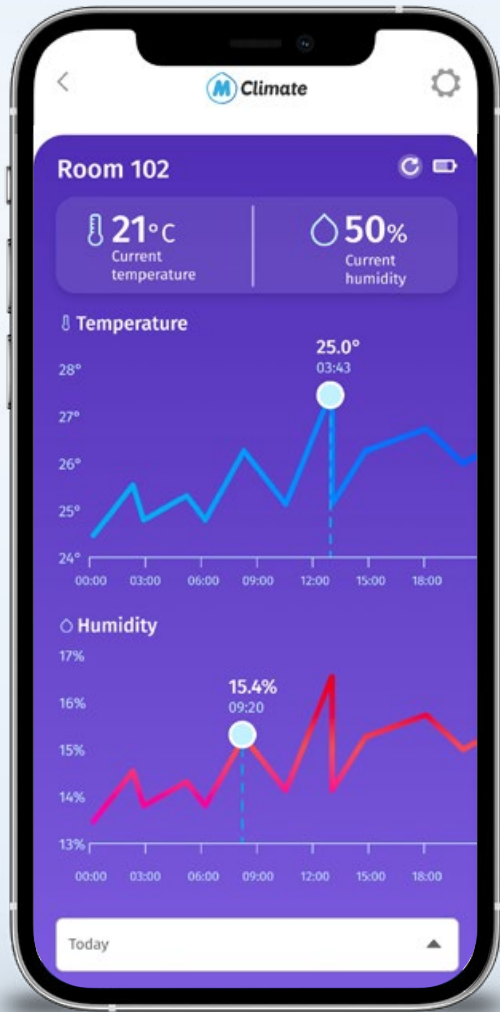 M Climate
Room 102
21°C
Current
temperature
50%
Current
humidity
Temperature
25.0°
03:43
28°
27°
26°
25°
24°
00:00 03:00 06:00 09:00 12:00 15:00 18:00
Humidity
17%
15.4%
09:20
16%
15%
14%
13%
00:00 03:00 06:00 09:00 12:00 15:00 18:00
Today